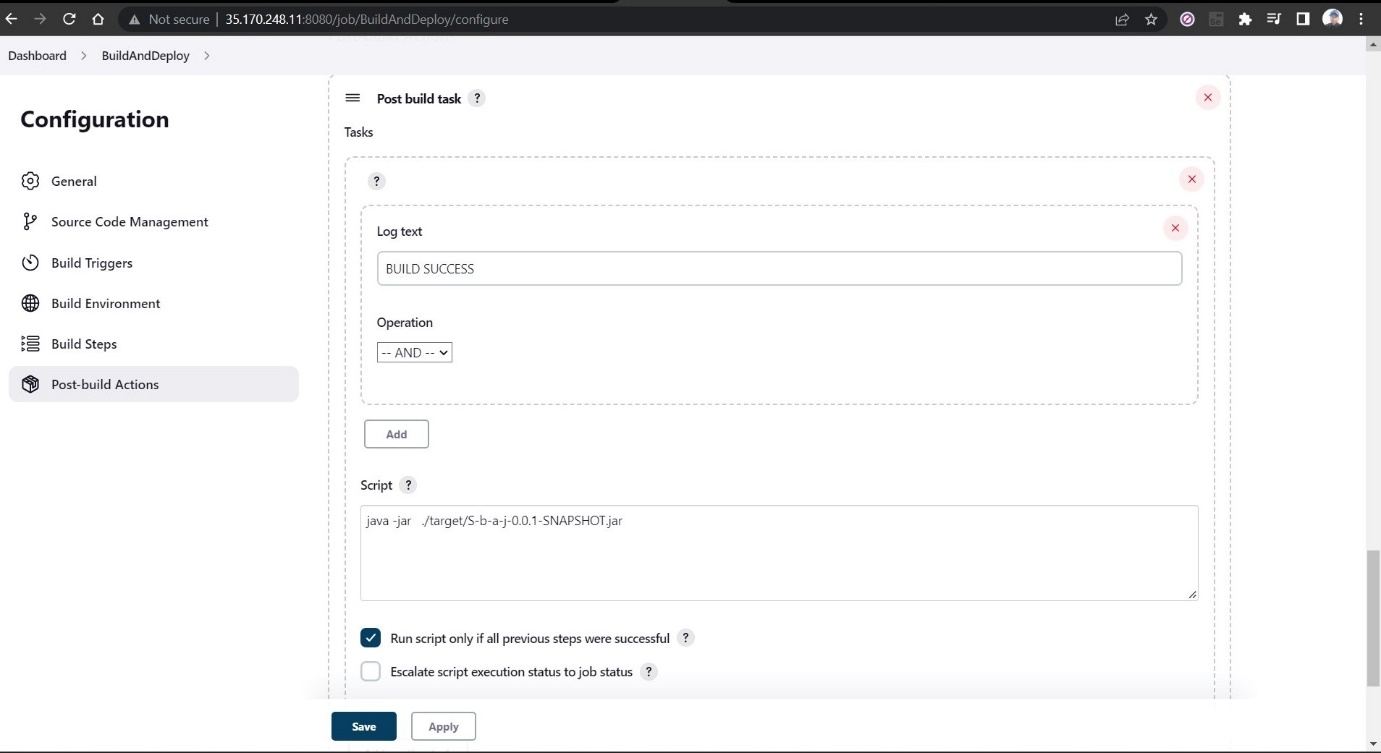 Not secure | 35.170.248.11:8080/job/BuildAndDeploy/configure
Dashboard > BuildAndDeploy >
Configuration
General
Source Code Management
Build Triggers
Build Environment
Build Steps
Post-build Actions
Post build task ?
Tasks
?
Log text
BUILD SUCCESS
Operation
-- AND --
Add
Script ?
java -jar ./target/S-b-a-j-0.0.1-SNAPSHOT.jar
Run script only if all previous steps were successful ?
Escalate script execution status to job status ?
Save
Apply